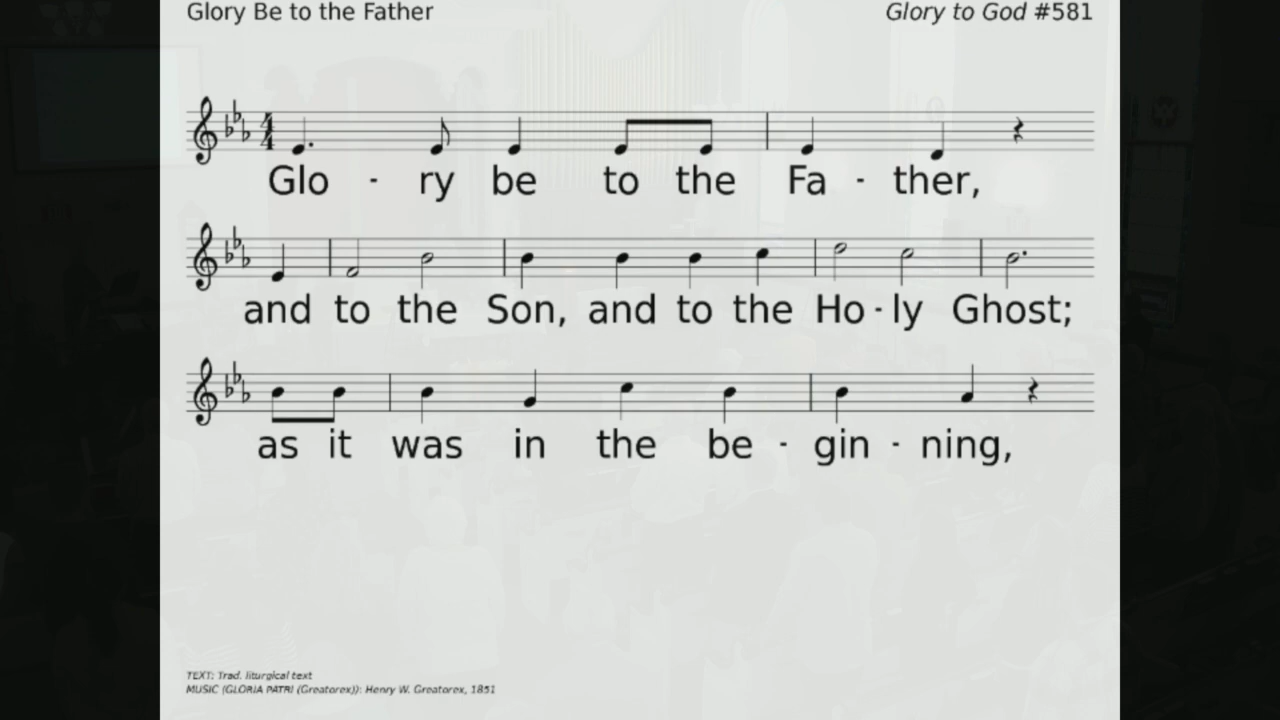 Glory Be to the Father
Glory to God #581
Glo - ry be to the Fa - ther,
and to the Son, and to the Ho - ly Ghost;
as it was in the be - gin - ning,
TEXT: Trad. liturgical text
MUSIC (GLORIA PATRI (Greatorex)): Henry W. Greatorex, 1851